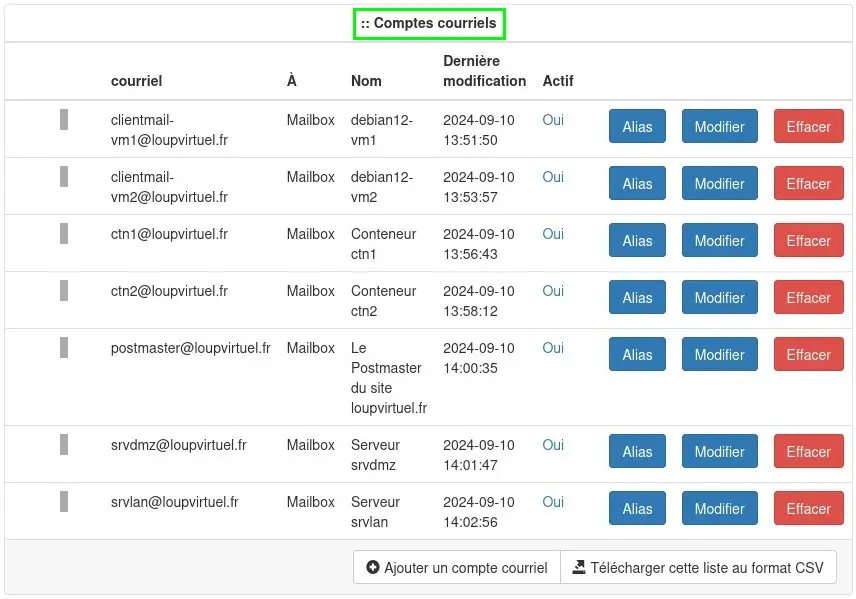 :: Comptes courriels
Dernière
courriel À Nom modification Actif
clientmail- Mailbox debian12- 2024-09-10 Oui Alias Modifier Effacer
vm1@loupvirtuel.fr vm1 13:51:50
clientmail- Mailbox debian12- 2024-09-10 Oui Alias Modifier Effacer
vm2@loupvirtuel.fr vm2 13:53:57
ctn1@loupvirtuel.fr Mailbox Conteneur 2024-09-10 Oui Alias Modifier Effacer
ctn1 13:56:43
ctn2@loupvirtuel.fr Mailbox Conteneur 2024-09-10 Oui Alias Modifier Effacer
ctn2 13:58:12
postmaster@loupvirtuel.fr Mailbox Le 2024-09-10 Oui Alias Modifier Effacer
Postmaster 14:00:35
du site
loupvirtuel.fr
srvdmz@loupvirtuel.fr Mailbox Serveur 2024-09-10 Oui Alias Modifier Effacer
srvdmz 14:01:47
srvlan@loupvirtuel.fr Mailbox Serveur 2024-09-10 Oui Alias Modifier Effacer
srvlan 14:02:56
Ajouter un compte courriel Télécharger cette liste au format CSV